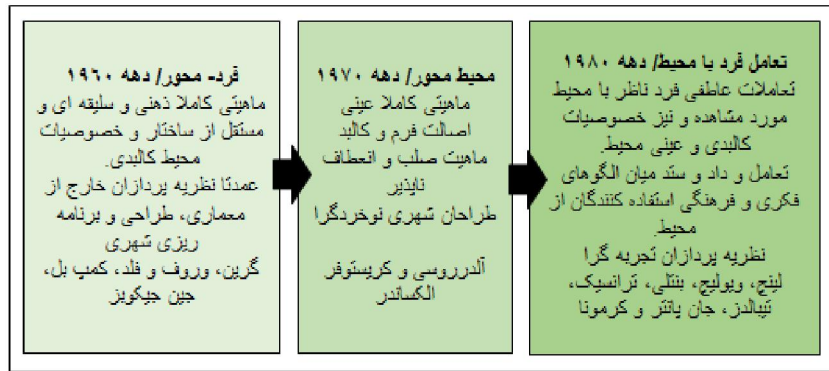 فرد- محور/ دهه ۱۹۶۰
ماهیتی کاملا ذهنی و سلیقه ای و
مستقل از ساختار و خصوصیات
محیط کالبدی.
عمدتا نظریه پردازان خارج از
معماری، طراحی و برنامه
ریزی شهری
گرین، وروف و فلد، کمپ بل،
جین جیکوبز
محیط محور/ دهه ۱۹۷۰
ماهیتی کاملا عینی
اصالت فرم و کالبد
ماهیت صلب و انعطاف
ناپذیر
طراحان شهری نوخردگرا
آلدرروسی و کریستوفر
الکساندر
تعامل فرد با محیط/ دهه ۱۹۸۰
تعاملات عاطفی فرد ناظر با محیط
مورد مشاهده و نیز خصوصیات
کالبدی و عینی محیط.
تعامل و داد و ستد میان الگوهای
فکری و فرهنگی استفاده کنندگان از
محیط.
نظریه پردازان تجربه گرا
لینچ، ویولیچ، بنتلی، ترانسیک،
تیبالدز، جان پانتر و کرمونا